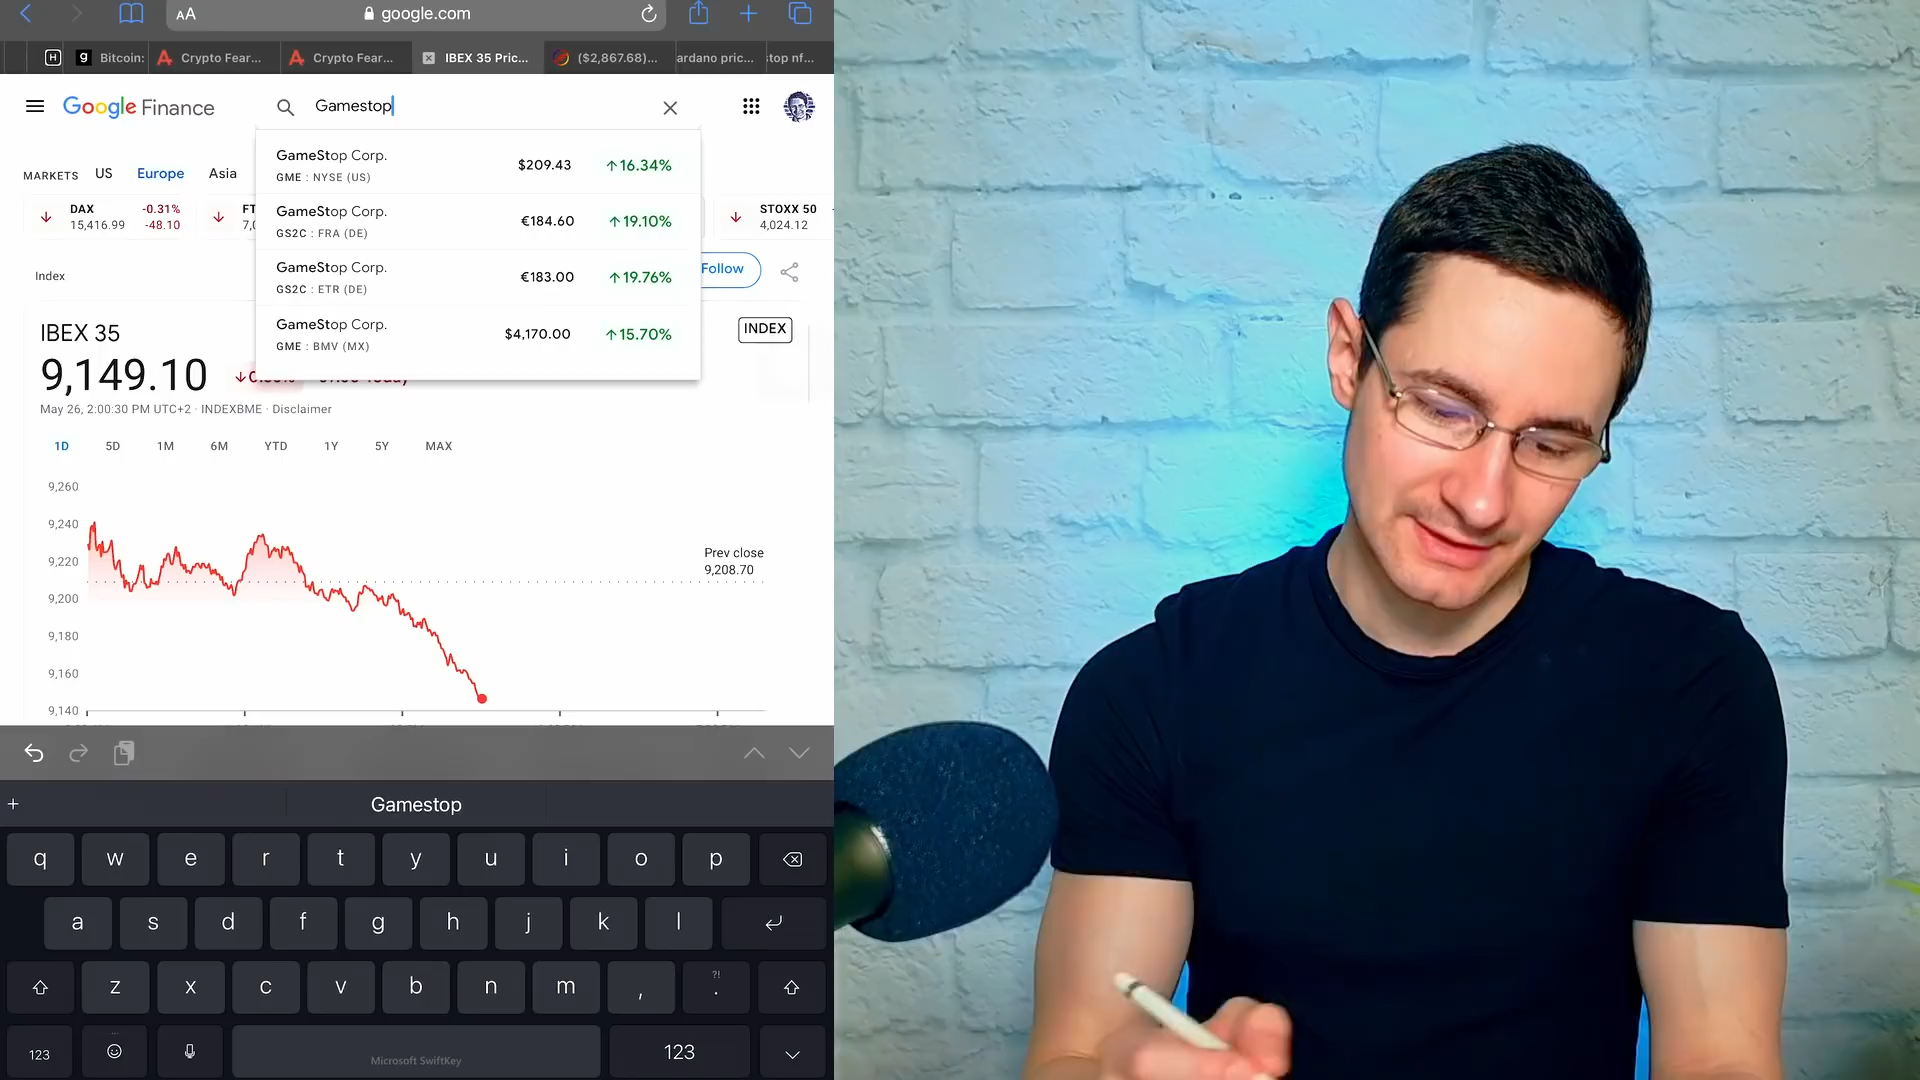 AA
google.com
H
g Bitcoin:
Crypto Fear...
Crypto Fear...
IBEX 35 Pric...
($2,867.68)...
ardano pric...
top nf...
Google Finance
Gamestop
MARKETS
US
Europe
Asia
GameStop Corp.
GME : NYSE (US)
$209.43
16.34%
GameStop Corp.
GS2C : FRA (DE)
€184.60
19.10%
GameStop Corp.
GS2C : ETR (DE)
€183.00
19.76%
GameStop Corp.
GME : BMV (MX)
$4,170.00
15.70%
DAX
15,416.99
-0.31%
-48.10
FT
7,0
STOXX 50
4,024.12
Index
Follow
IBEX 35
INDEX
9,149.10
May 26, 2:00:30 PM UTC+2 · INDEXBME · Disclaimer
1D 5D 1M 6M YTD 1Y 5Y MAX
9,260
9,240
9,220
9,200
9,180
9,160
9,140
Prev close
9,208.70
Gamestop
q w e r t y u i o p
a s d f g h j k l
z x c v b n m , ?! .
123
Microsoft SwiftKey
123